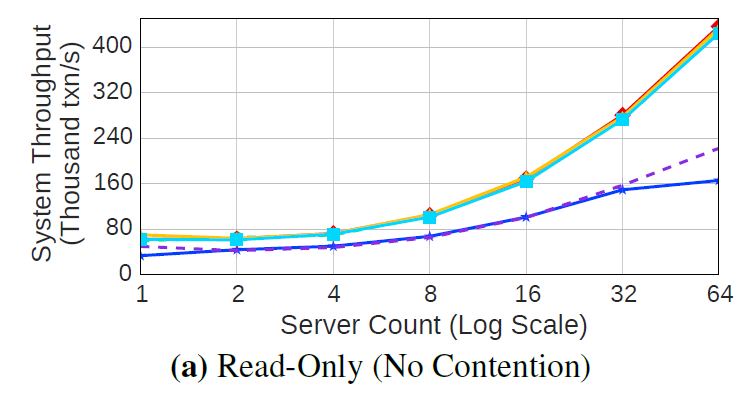 System Throughput
(Thousand txn/s)
400
320
240
160
80
0
1 2 4 8 16 32 64
Server Count (Log Scale)
(a) Read-Only (No Contention)